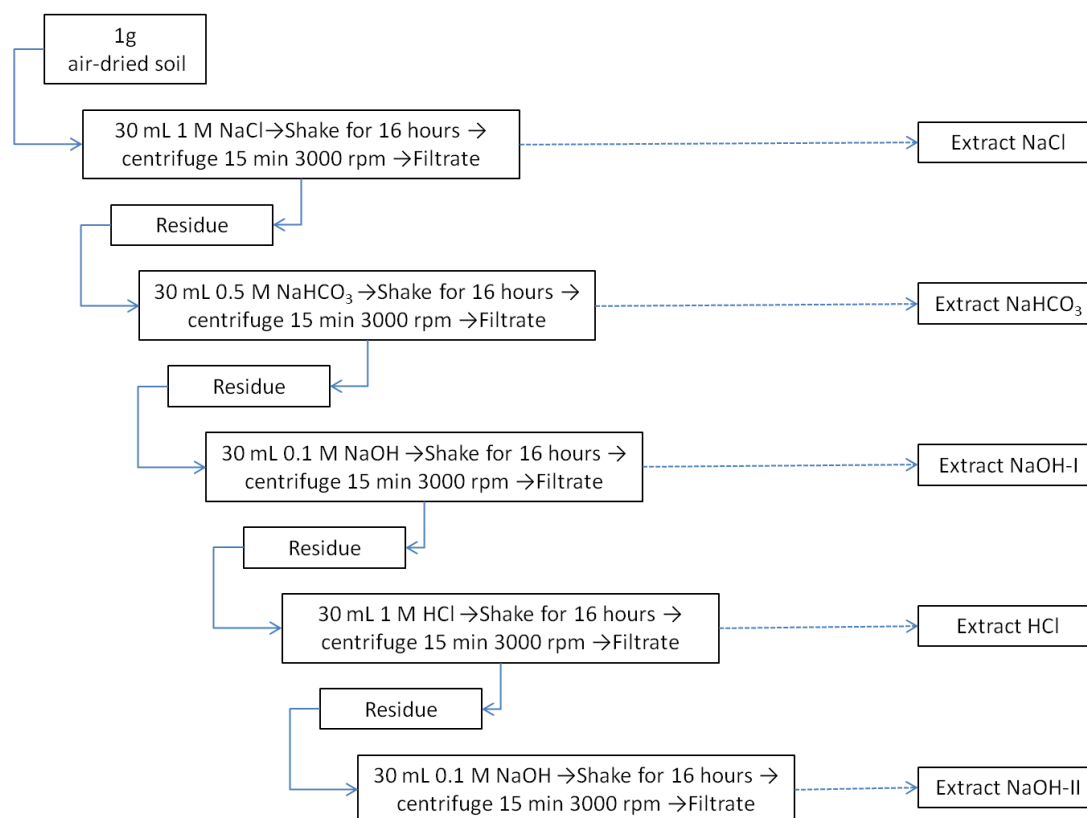 1g
air-dried soil
30 mL 1 M NaCl→Shake for 16 hours →
centrifuge 15 min 3000 rpm →Filtrate
Extract NaCl
Residue
30 mL 0.5 M NaHCO₃ →Shake for 16 hours →
centrifuge 15 min 3000 rpm →Filtrate
Extract NaHCO₃
Residue
30 mL 0.1 M NaOH →Shake for 16 hours →
centrifuge 15 min 3000 rpm →Filtrate
Extract NaOH-I
Residue
30 mL 1 M HCl →Shake for 16 hours →
centrifuge 15 min 3000 rpm →Filtrate
Extract HCl
Residue
30 mL 0.1 M NaOH →Shake for 16 hours →
centrifuge 15 min 3000 rpm →Filtrate
Extract NaOH-II